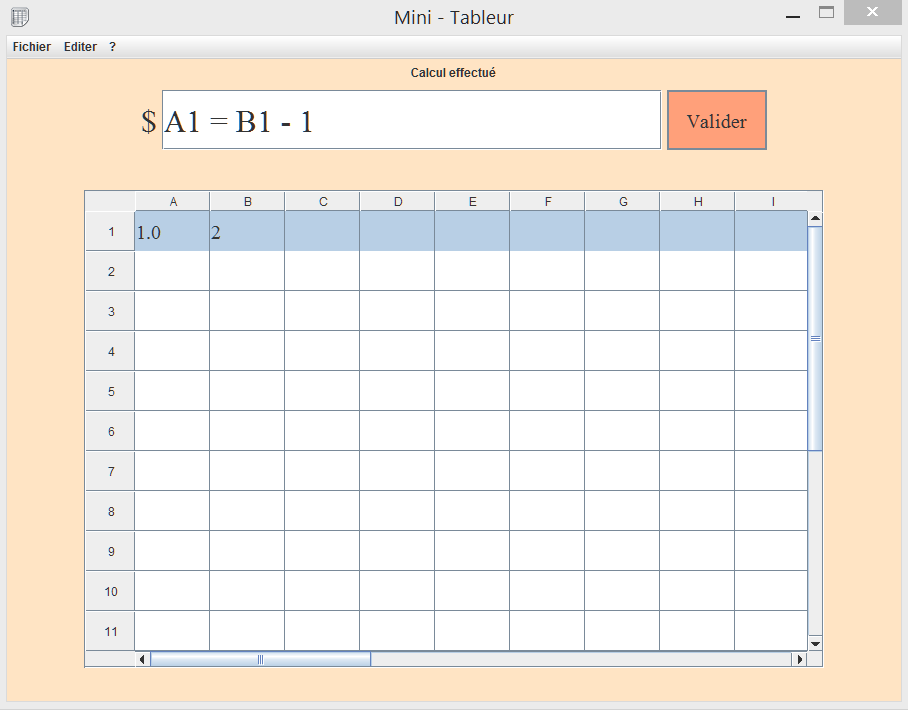 Mini - Tableur
Fichier Editer ?
Calcul effectué
$ A1 = B1 - 1 Valider
A B C D E F G H I
1 1.0 2
2
3
4
5
6
7
8
9
10
11